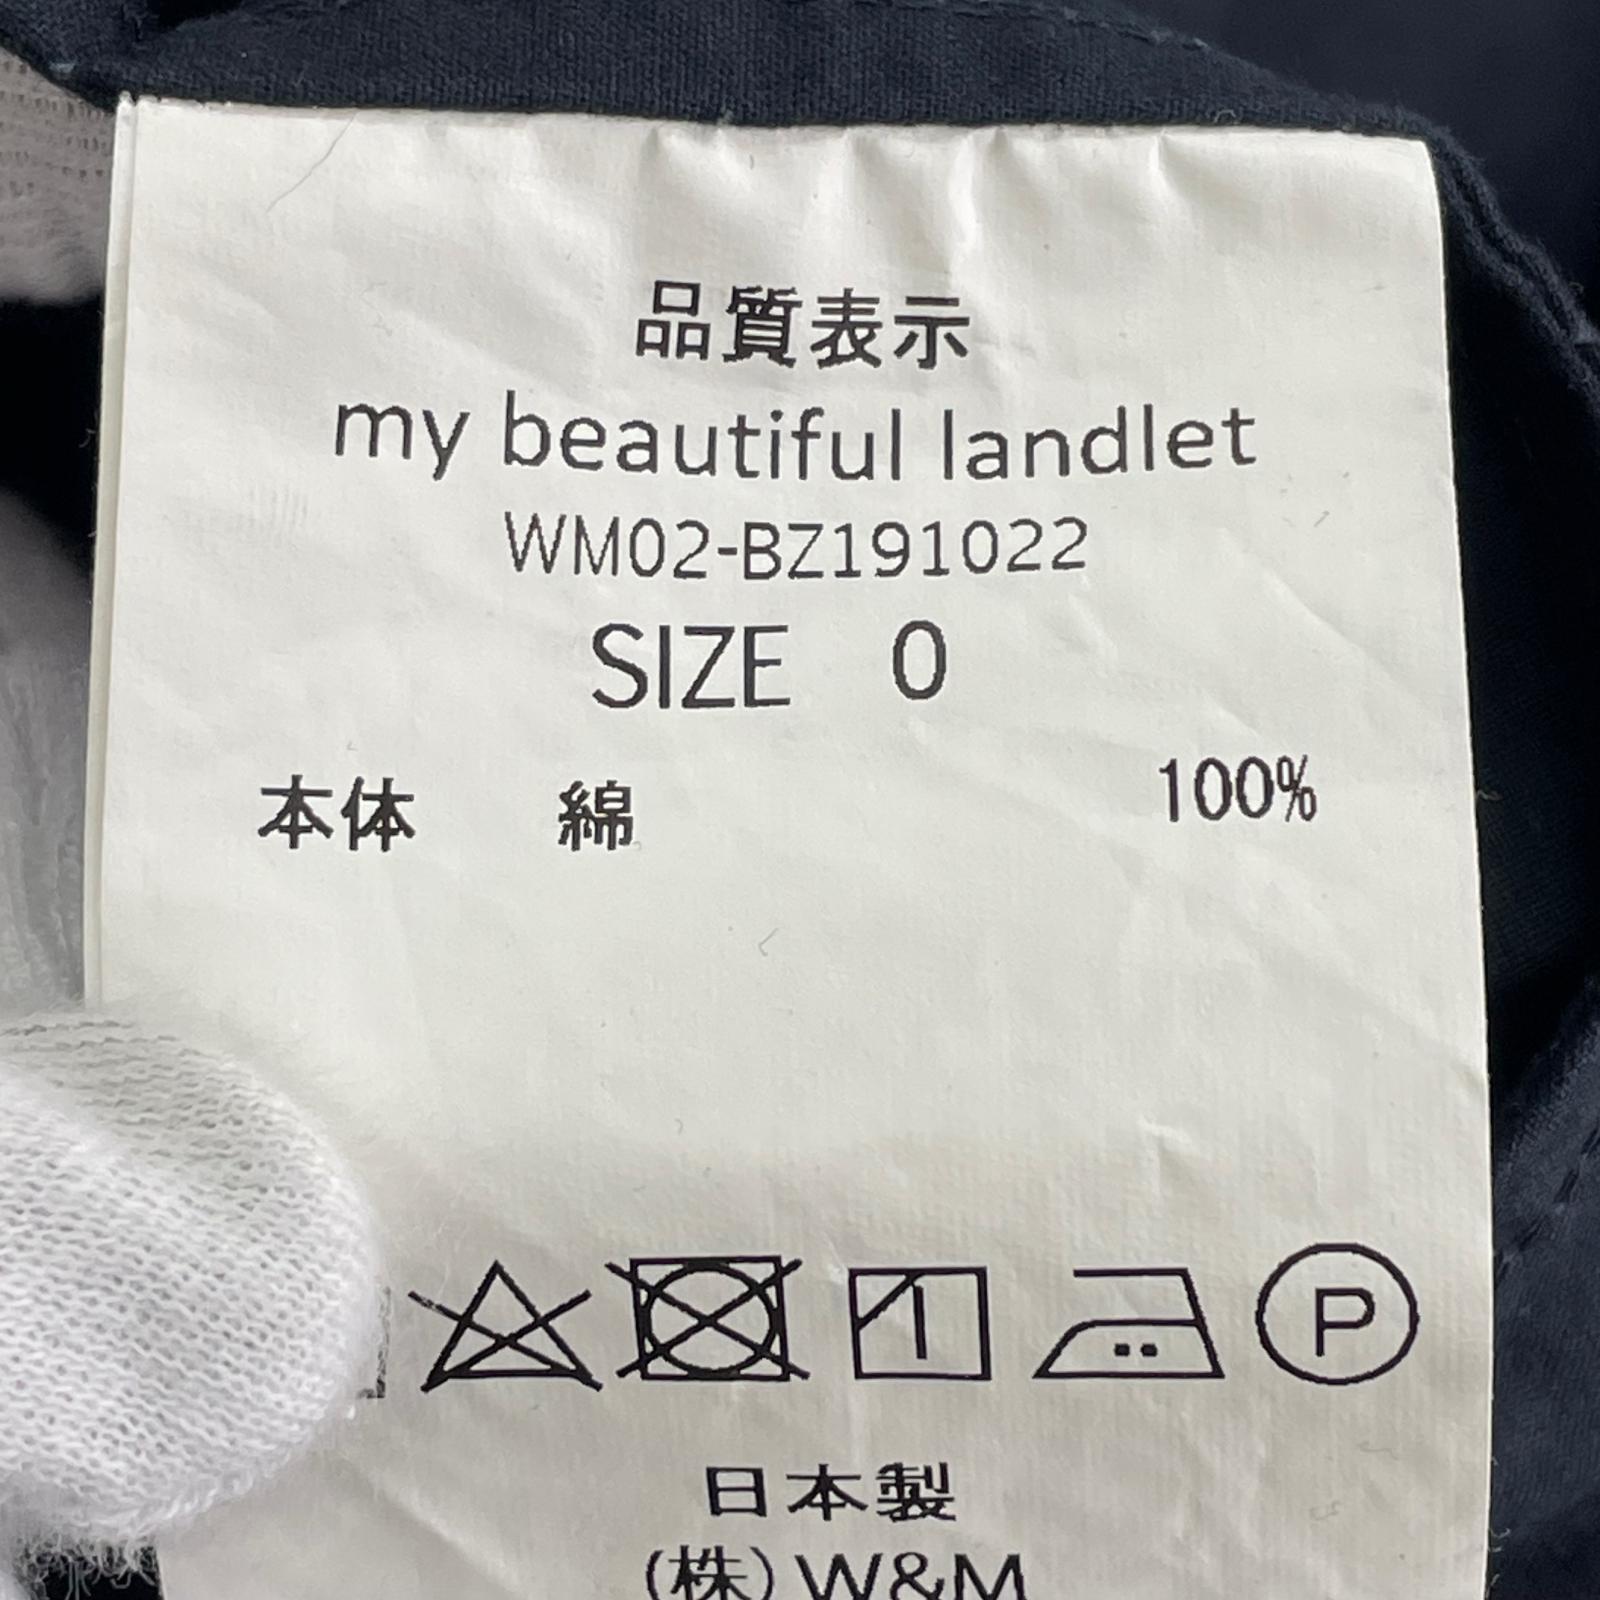 品質表示
my beautiful landlet
WM02-BZ191022
SIZE 0
本体 綿 100%
P
日本製
(株) W&M